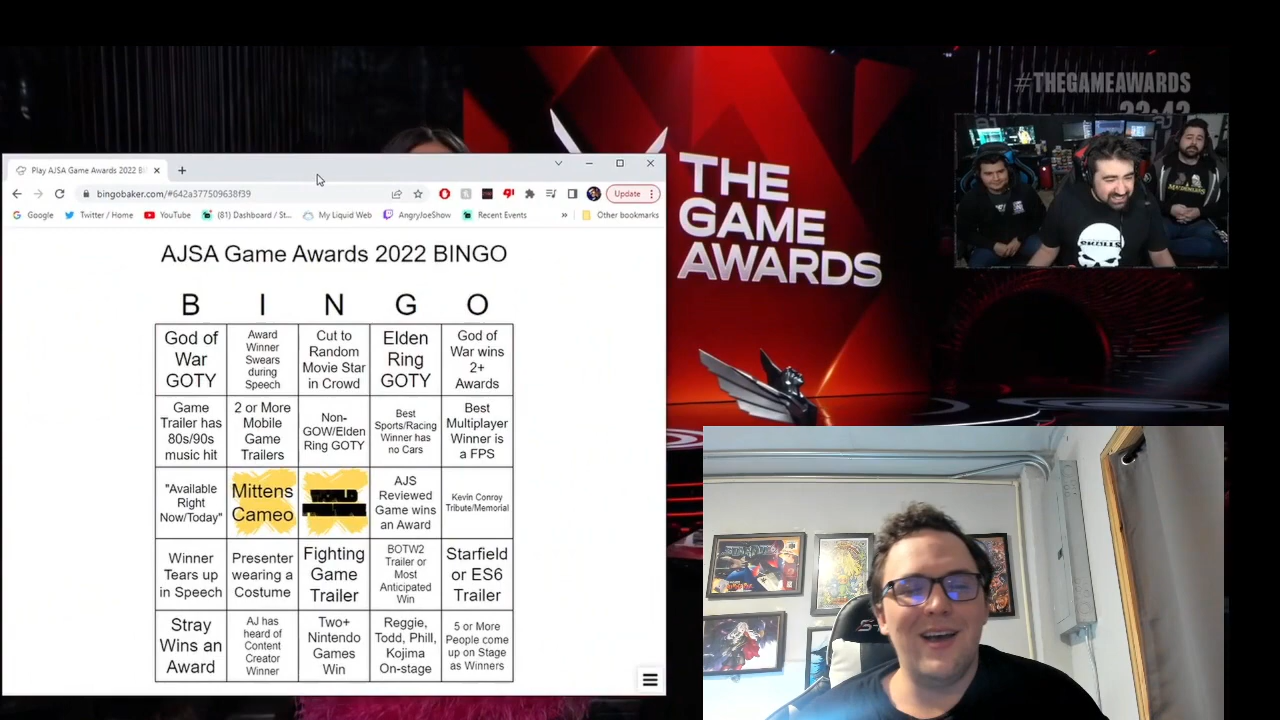 #THEGAMEAWARDS
THE
GAME
AWARDS
Play AJSA Game Awards 2022 B
bingobaker.com/#642a377509638f39
Update
Google
Twitter / Home
YouTube
(81) Dashboard / St...
My Liquid Web
AngryJoeShow
Recent Events
»
Other bookmarks
AJSA Game Awards 2022 BINGO
B I N G O
God of
War
GOTY
Award
Winner
Swears
during
Speech
Cut to
Random
Movie Star
in Crowd
Elden
Ring
GOTY
God of
War wins
2+
Awards
Game
Trailer has
80s/90s
music hit
2 or More
Mobile
Game
Trailers
Non-
GOW/Elden
Ring GOTY
Best
Sports/Racing
Winner has
no Cars
Best
Multiplayer
Winner is
a FPS
"Available
Right
Now/Today"
Mittens
Cameo
AJS
Reviewed
Game wins
an Award
Kevin Conroy
Tribute/Memorial
Winner
Tears up
in Speech
Presenter
wearing a
Costume
Fighting
Game
Trailer
BOTW2
Trailer or
Most
Anticipated
Win
Starfield
or ES6
Trailer
Stray
Wins an
Award
AJ has
heard of
Content
Creator
Winner
Two+
Nintendo
Games
Win
Reggie,
Todd, Phill,
Kojima
On-stage
5 or More
People come
up on Stage
as Winners